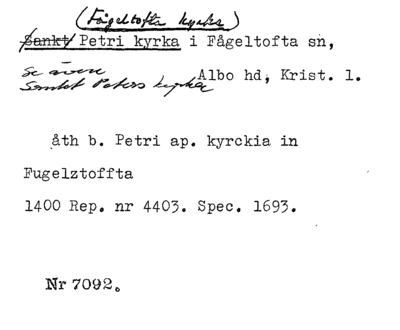 (Fågeltofta kyrka)
Sankt Petri kyrka i Fågeltofta sn,
Se även
Sanktet Peters kyrka
Albo hd, Krist. l.
åth b. Petri ap. kyrckia in
Fugelztoffta
1400 Rep. nr 4403. Spec. 1693.
Nr 7092.